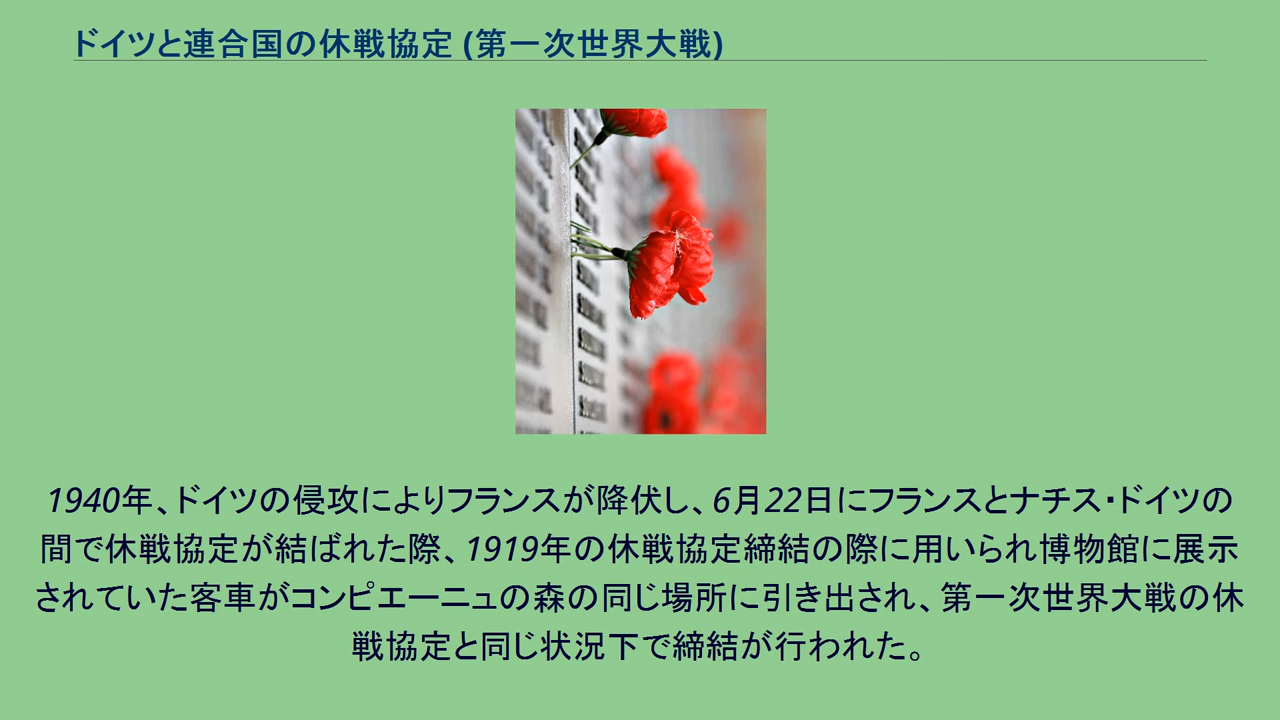 ドイツと連合国の休戦協定 (第一次世界大戦)
1940年、ドイツの侵攻によりフランスが降伏し、6月22日にフランスとナチス・ドイツの
間で休戦協定が結ばれた際、1919年の休戦協定締結の際に用いられ博物館に展示
されていた客車がコンピエーニュの森の同じ場所に引き出され、第一次世界大戦の休
戦協定と同じ状況下で締結が行われた。